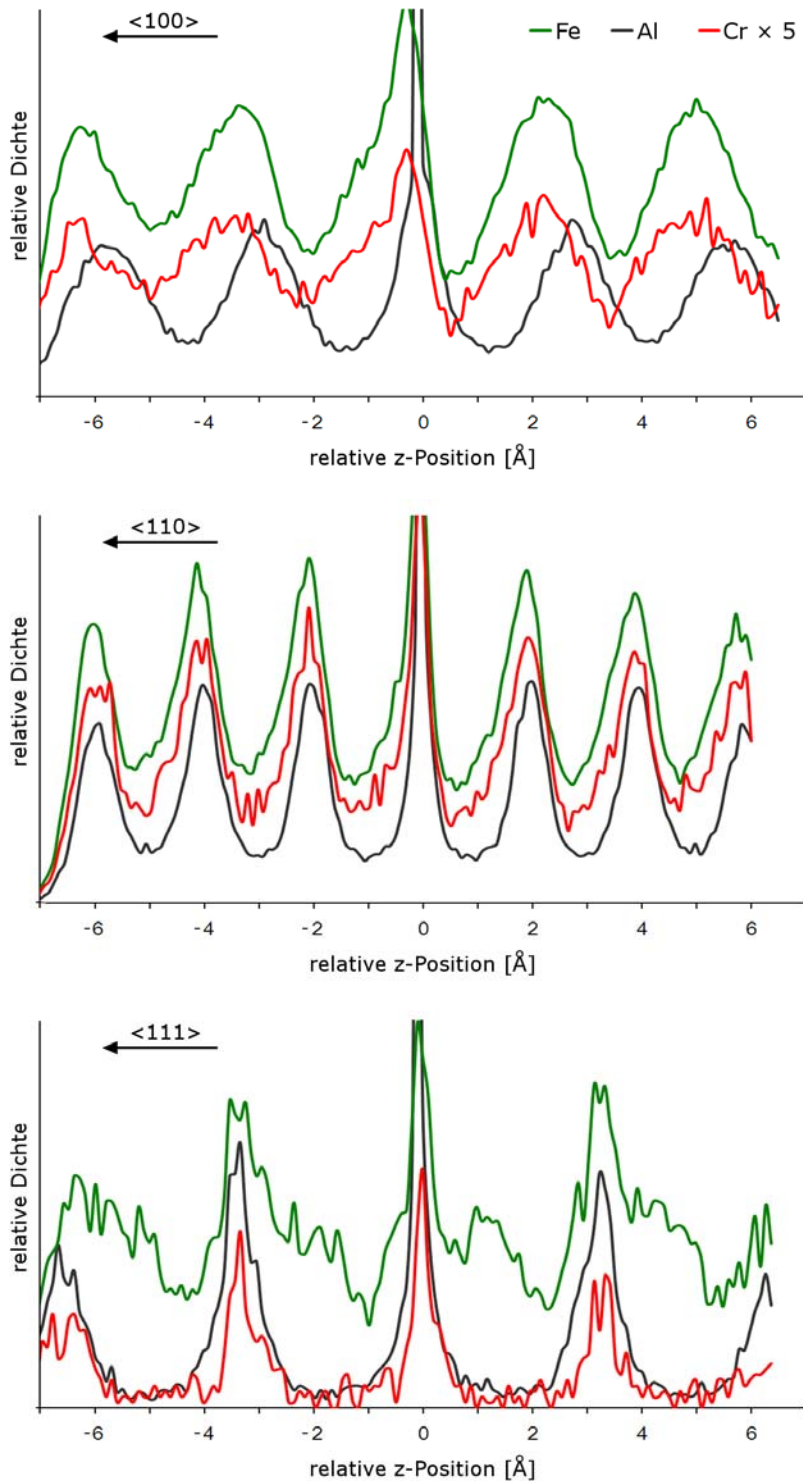 <100>
Fe Al Cr × 5
relative Dichte
-6 -4 -2 0 2 4 6
relative z-Position [Å]
<110>
relative Dichte
-6 -4 -2 0 2 4 6
relative z-Position [Å]
<111>
relative Dichte
-6 -4 -2 0 2 4 6
relative z-Position [Å]